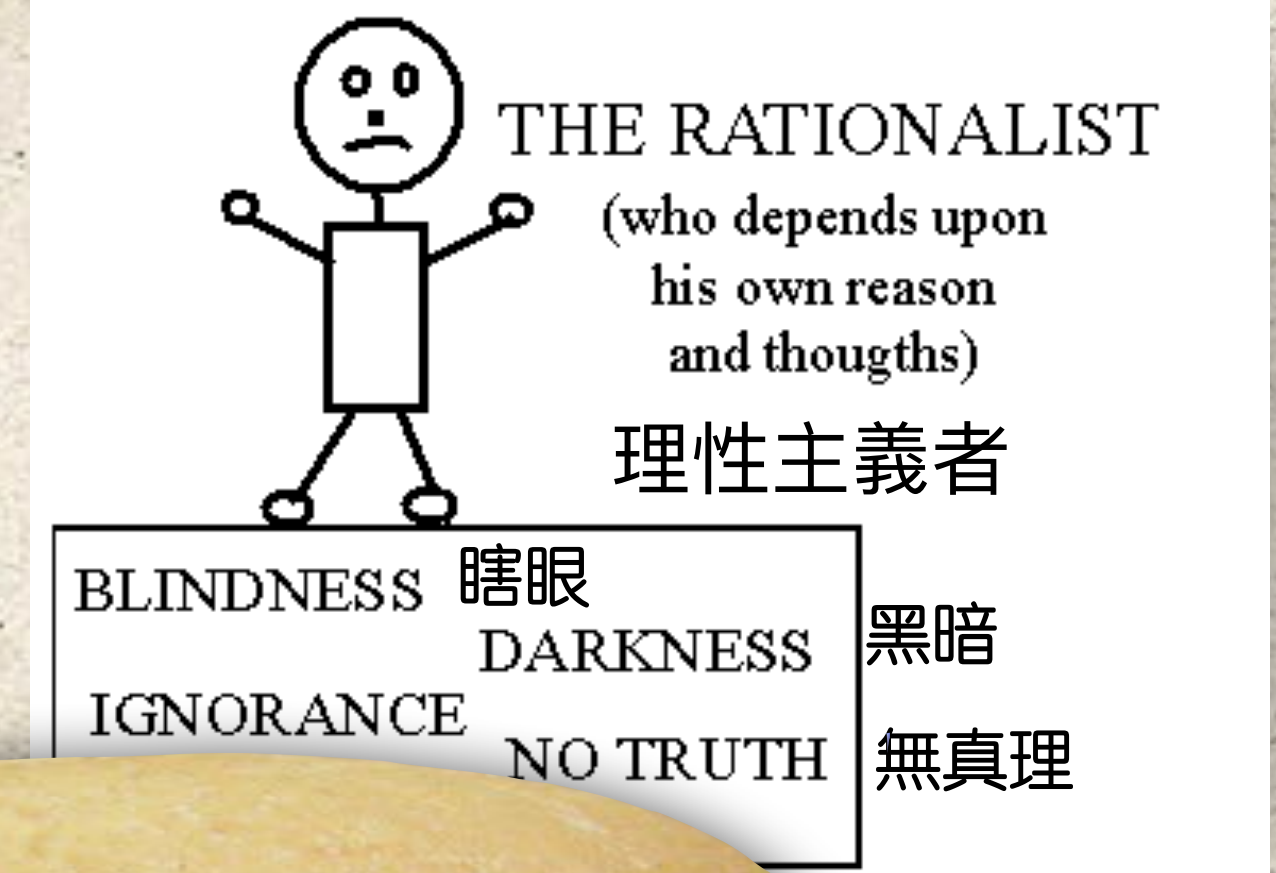 THE RATIONALIST
(who depends upon
his own reason
and thougths)
理性主義者
BLINDNESS 瞎眼
DARKNESS 黑暗
IGNORANCE
NO TRUTH 無真理